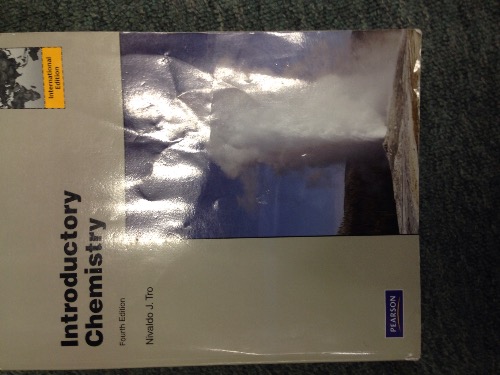 International
Edition
Introductory
Chemistry
Fourth Edition
Nivaldo J. Tro
PEARSON